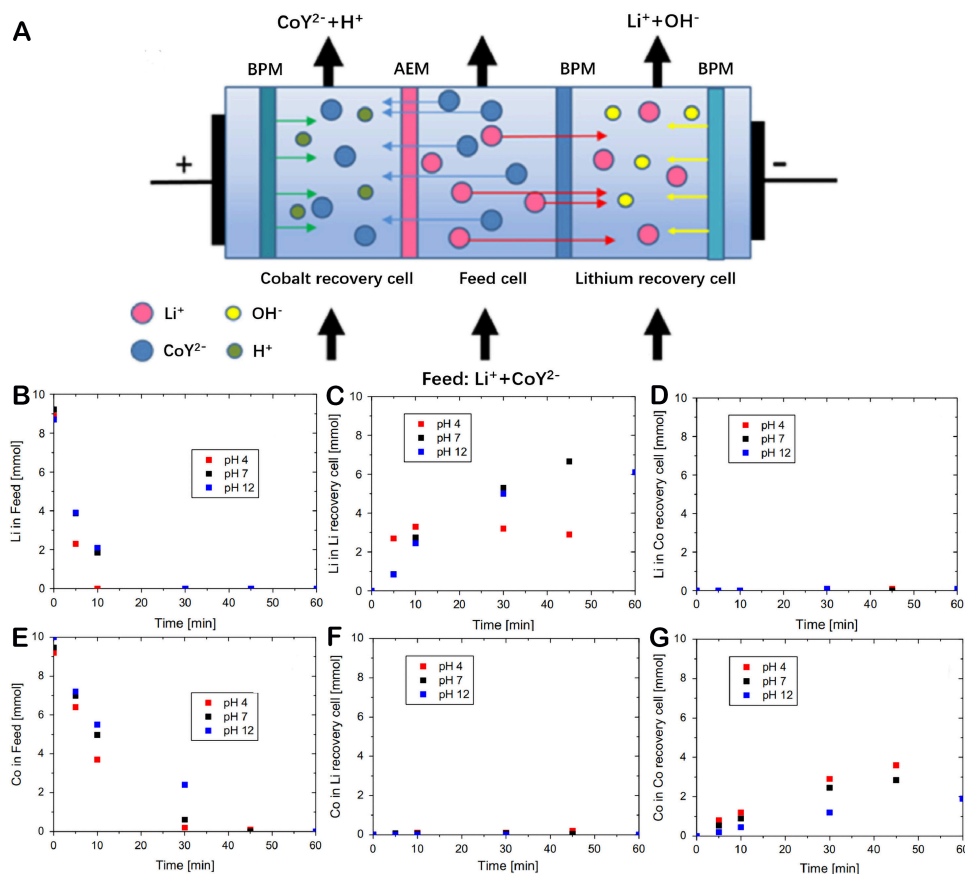 A
CoY²⁻+H⁺
Li⁺+OH⁻
BPM
AEM
BPM
BPM
+
-
Cobalt recovery cell
Feed cell
Lithium recovery cell
Li⁺
OH⁻
CoY²⁻
H⁺
Feed: Li⁺+CoY²⁻
B
10
8
6
4
2
0
Li in Feed [mmol]
pH 4
pH 7
pH 12
0 10 20 30 40 50 60
Time [min]
C
10
8
6
4
2
0
Li in Li recovery cell [mmol]
pH 4
pH 7
pH 12
0 10 20 30 40 50 60
Time [min]
D
10
8
6
4
2
0
Li in Co recovery cell [mmol]
pH 4
pH 7
pH 12
0 10 20 30 40 50 60
Time [min]
E
10
8
6
4
2
0
Co in Feed [mmol]
pH 4
pH 7
pH 12
0 10 20 30 40 50 60
Time [min]
F
10
8
6
4
2
0
Co in Li recovery cell [mmol]
pH 4
pH 7
pH 12
0 10 20 30 40 50 60
Time [min]
G
10
8
6
4
2
0
Co in Co recovery cell [mmol]
pH 4
pH 7
pH 12
0 10 20 30 40 50 60
Time [min]